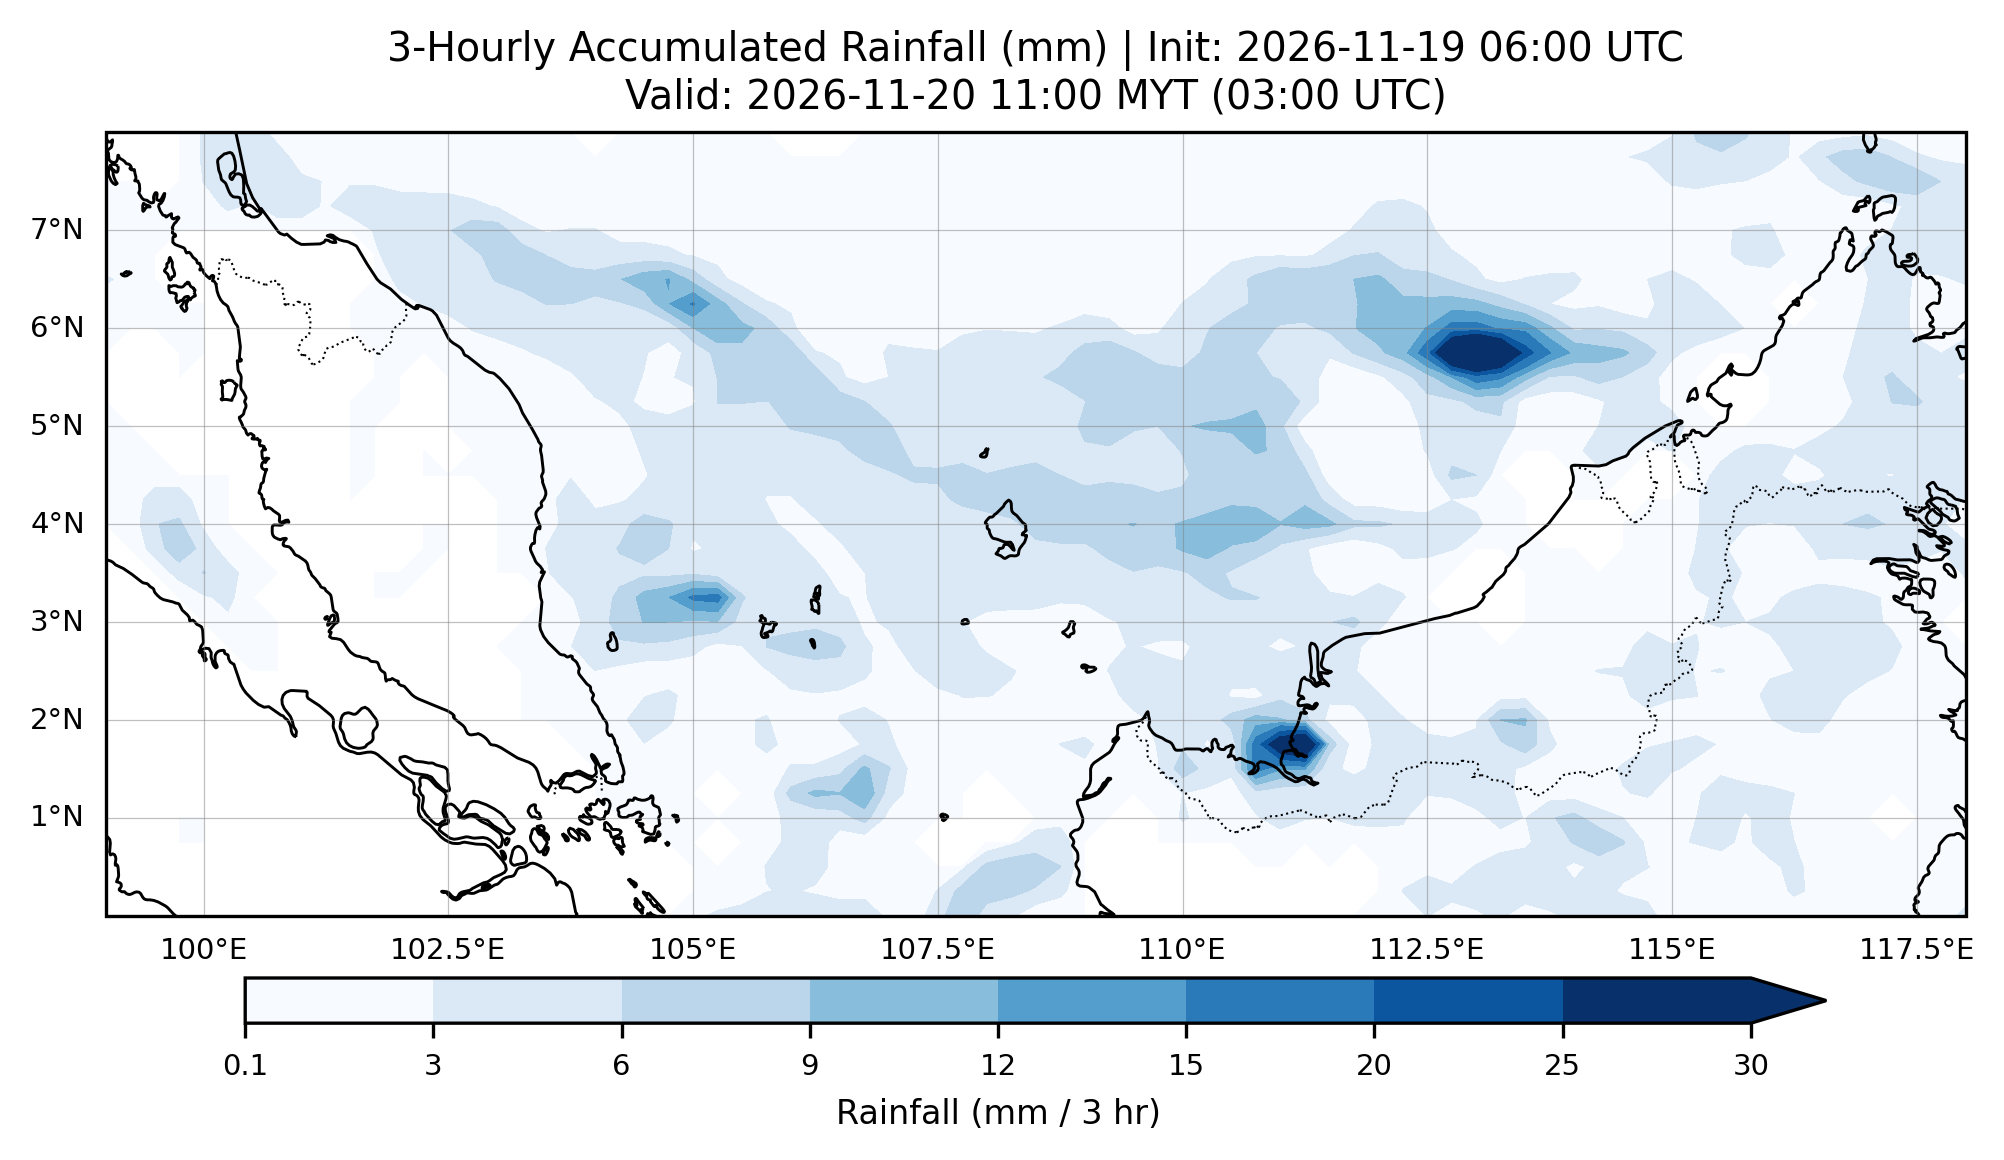 3-Hourly Accumulated Rainfall (mm) | Init: 2026-11-19 06:00 UTC
Valid: 2026-11-20 11:00 MYT (03:00 UTC)
7°N
6°N
5°N
4°N
3°N
2°N
1°N
100°E 102.5°E 105°E 107.5°E 110°E 112.5°E 115°E 117.5°E
0.1 3 6 9 12 15 20 25 30
Rainfall (mm / 3 hr)